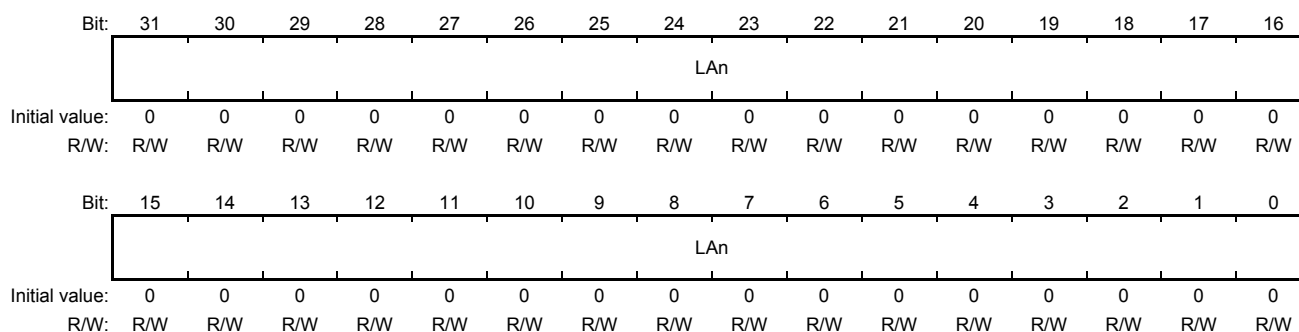 Bit: 31 30 29 28 27 26 25 24 23 22 21 20 19 18 17 16
LAn
Initial value: 0 0 0 0 0 0 0 0 0 0 0 0 0 0 0 0
R/W: R/W R/W R/W R/W R/W R/W R/W R/W R/W R/W R/W R/W R/W R/W R/W R/W
Bit: 15 14 13 12 11 10 9 8 7 6 5 4 3 2 1 0
LAn
Initial value: 0 0 0 0 0 0 0 0 0 0 0 0 0 0 0 0
R/W: R/W R/W R/W R/W R/W R/W R/W R/W R/W R/W R/W R/W R/W R/W R/W R/W